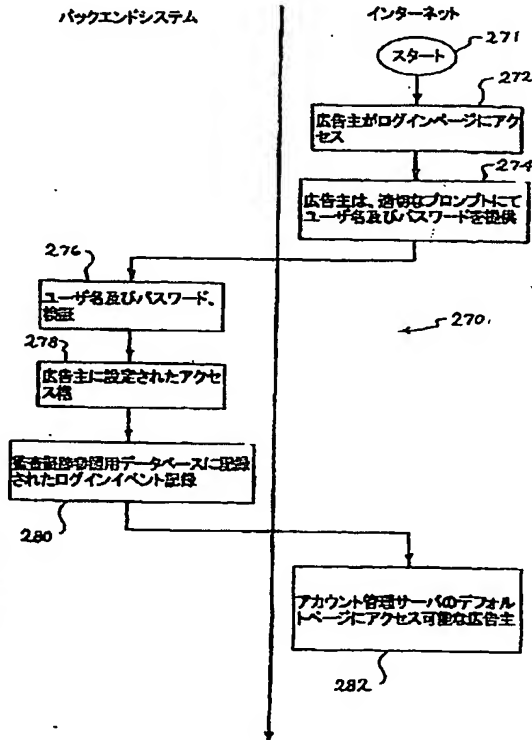 バックエンドシステム
インターネット
スタート
271
272
広告主がログインページにアク
セス
274
広告主は、適切なプロンプトにて
ユーザ名及びパスワードを提供
276
ユーザ名及びパスワード、
検証
270
278
広告主に設定されたアクセ
ス権
データベースに記録
されたログインイベント記録
280
アカウント管理サーバのデフォル
トページにアクセス可能な広告主
282